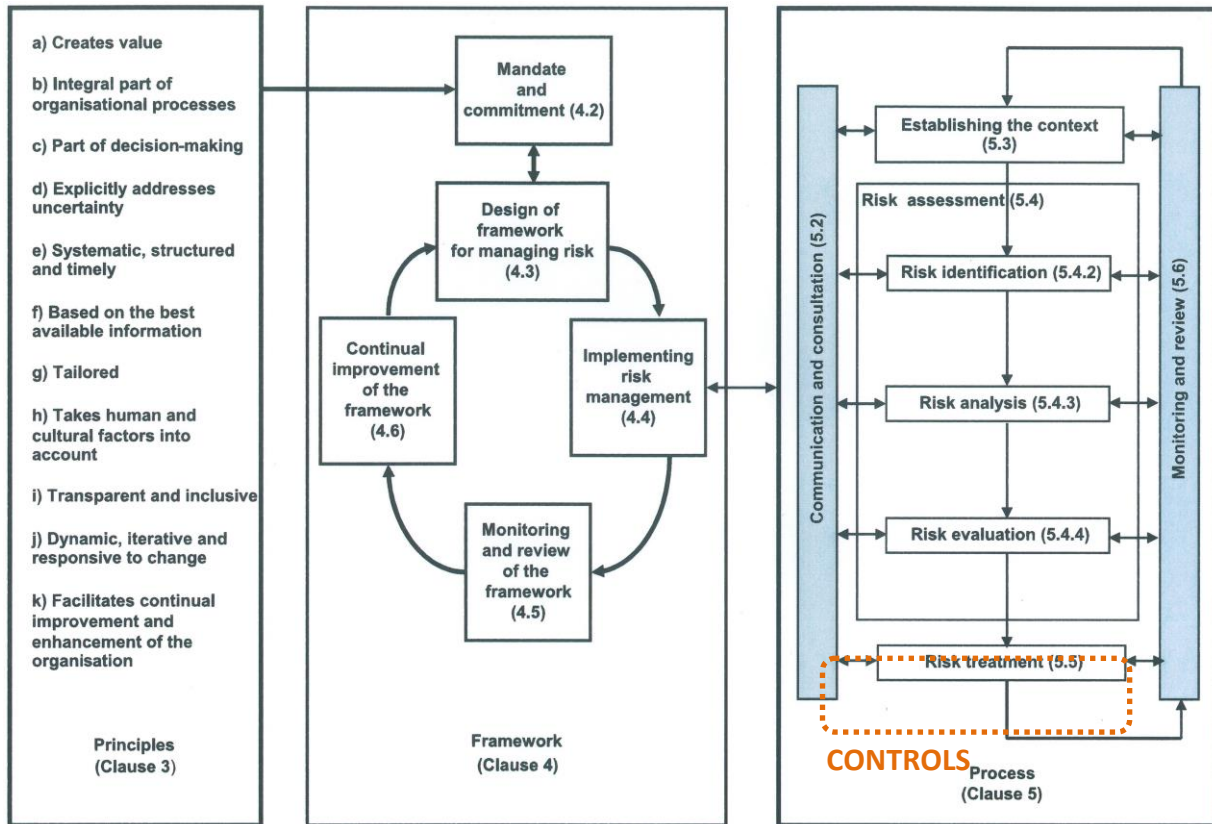 a) Creates value
b) Integral part of
organisational processes
c) Part of decision-making
d) Explicitly addresses
uncertainty
e) Systematic, structured
and timely
f) Based on the best
available information
g) Tailored
h) Takes human and
cultural factors into
account
i) Transparent and inclusive
j) Dynamic, iterative and
responsive to change
k) Facilitates continual
improvement and
enhancement of the
organisation
Principles
(Clause 3)
Mandate
and
commitment (4.2)
Design of
framework
for managing risk
(4.3)
Continual
improvement
of the
framework
(4.6)
Implementing
risk
management
(4.4)
Monitoring
and review
of the
framework
(4.5)
Framework
(Clause 4)
Communication and consultation (5.2)
Establishing the context
(5.3)
Risk assessment (5.4)
Risk identification (5.4.2)
Risk analysis (5.4.3)
Risk evaluation (5.4.4)
Risk treatment (5.5)
Monitoring and review (5.6)
CONTROLS
Process
(Clause 5)